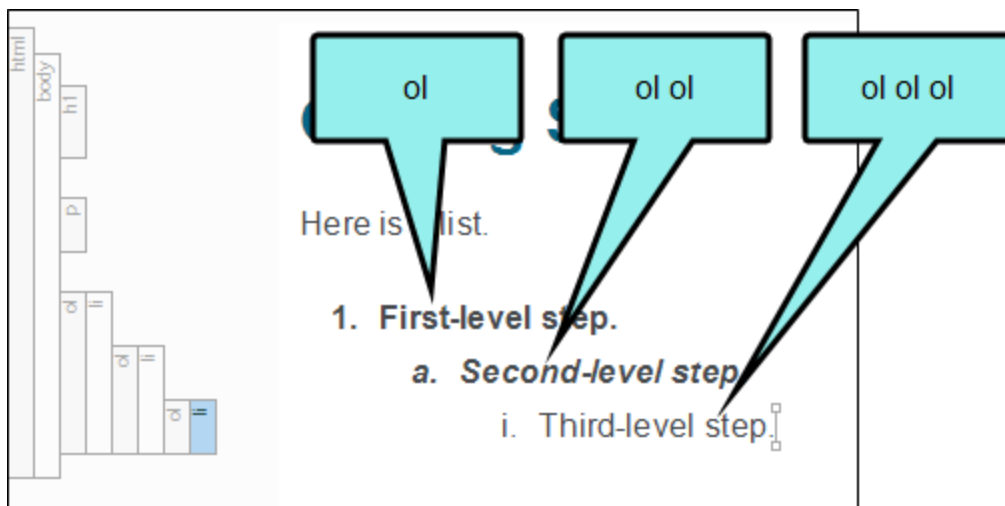 html
body
h1
p
ol
li
ol
li
ol
li
ol
ol ol
ol ol ol
Here is list.
1. First-level step.
a. Second-level step
i. Third-level step.